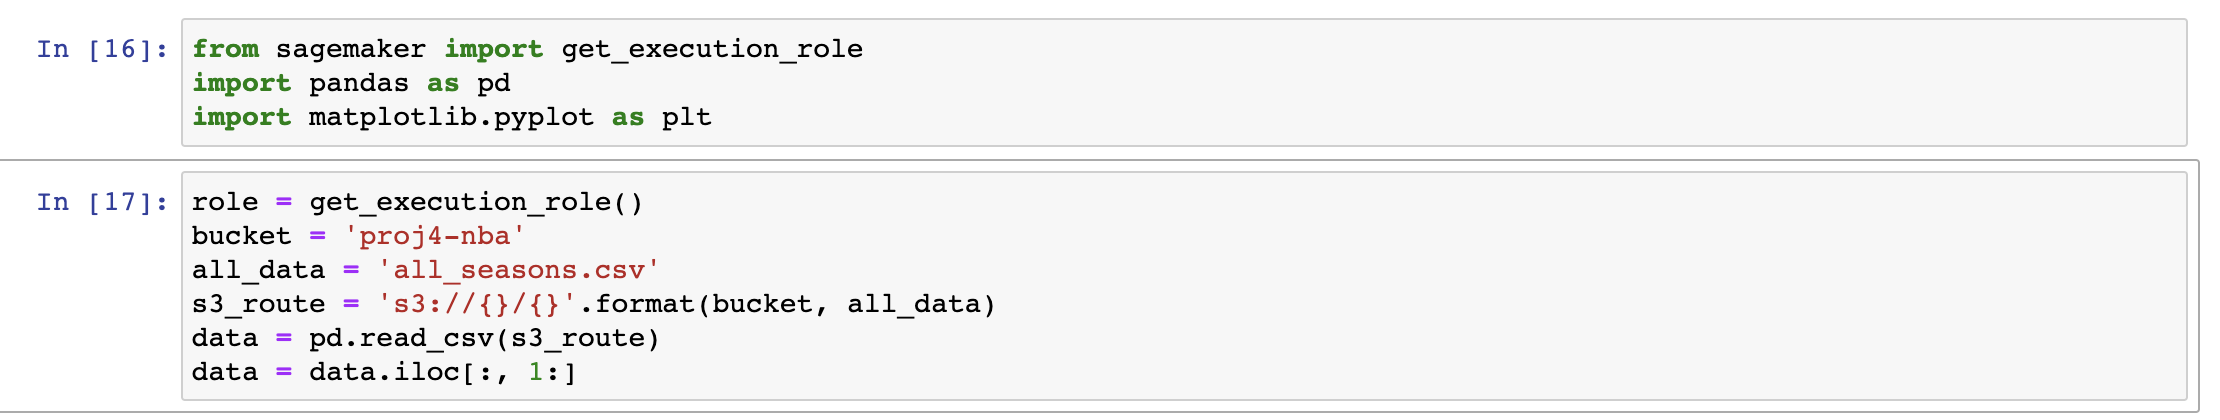 In [16]: from sagemaker import get_execution_role
import pandas as pd
import matplotlib.pyplot as plt
In [17]: role = get_execution_role()
bucket = 'proj4-nba'
all_data = 'all_seasons.csv'
s3_route = 's3://{}/{}'.format(bucket, all_data)
data = pd.read_csv(s3_route)
data = data.iloc[:, 1:]